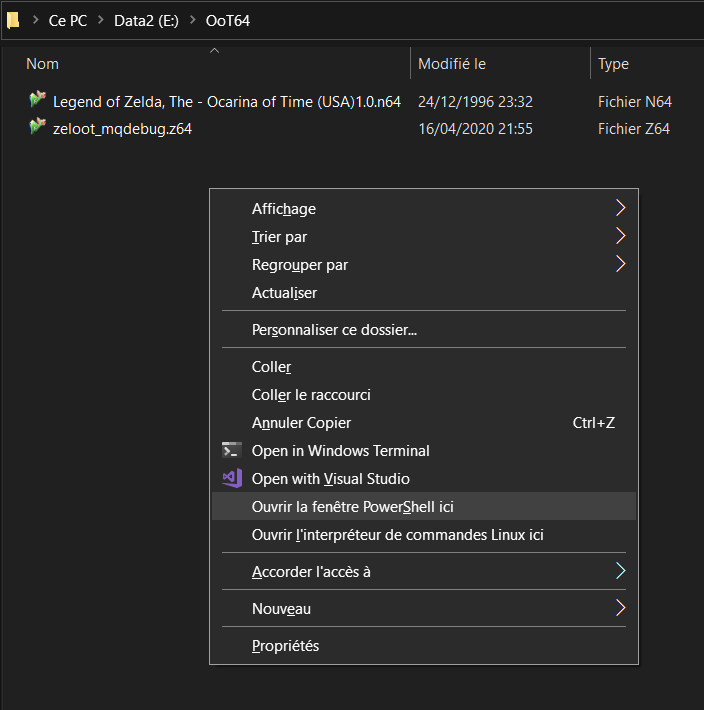 Ce PC > Data2 (E:) > OoT64
Nom Modifié le Type
Legend of Zelda, The - Ocarina of Time (USA)1.0.n64 24/12/1996 23:32 Fichier N64
zeloot_mqdebug.z64 16/04/2020 21:55 Fichier Z64
Affichage
Trier par
Regrouper par
Actualiser
Personnaliser ce dossier...
Coller
Coller le raccourci
Annuler Copier Ctrl+Z
Open in Windows Terminal
Open with Visual Studio
Ouvrir la fenêtre PowerShell ici
Ouvrir l'interpréteur de commandes Linux ici
Accorder l'accès à
Nouveau
Propriétés